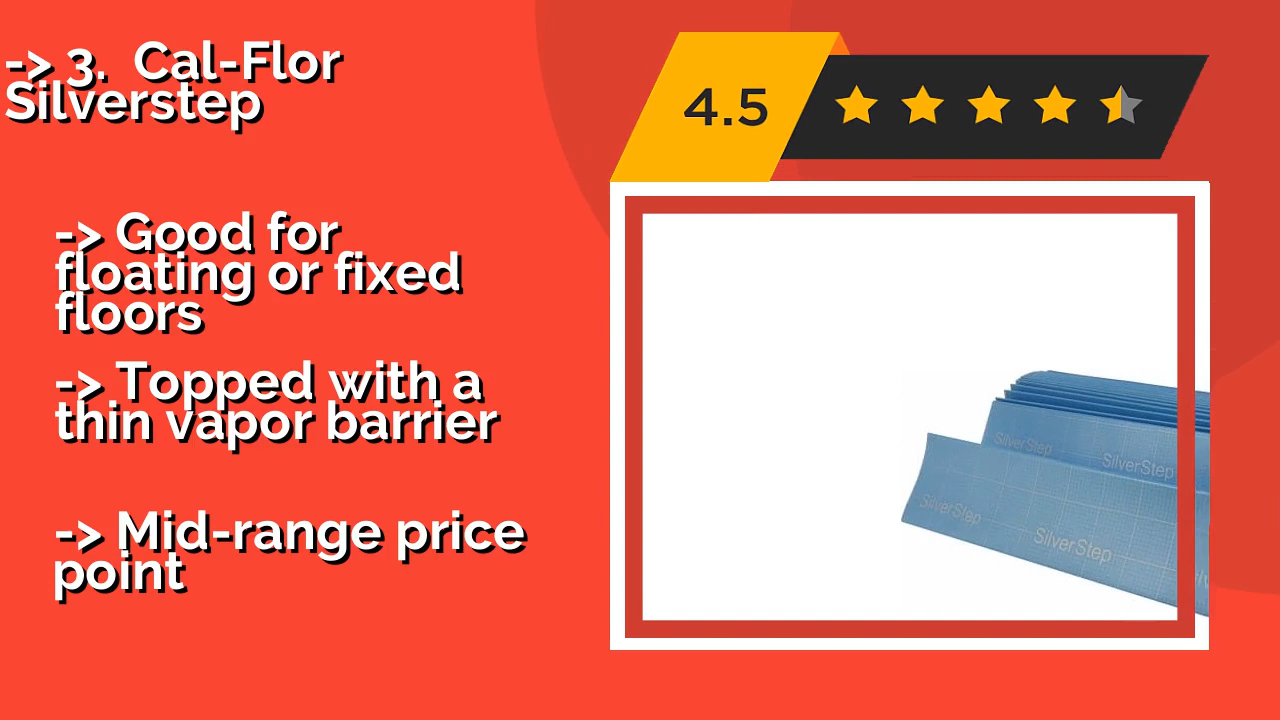 -> 3.  Cal-Flor
Silverstep
4.5
-> Good for
floating or fixed
floors
-> Topped with a
thin vapor barrier
-> Mid-range price
point
SilverStep
SilverStep
SilverStep
SilverStep